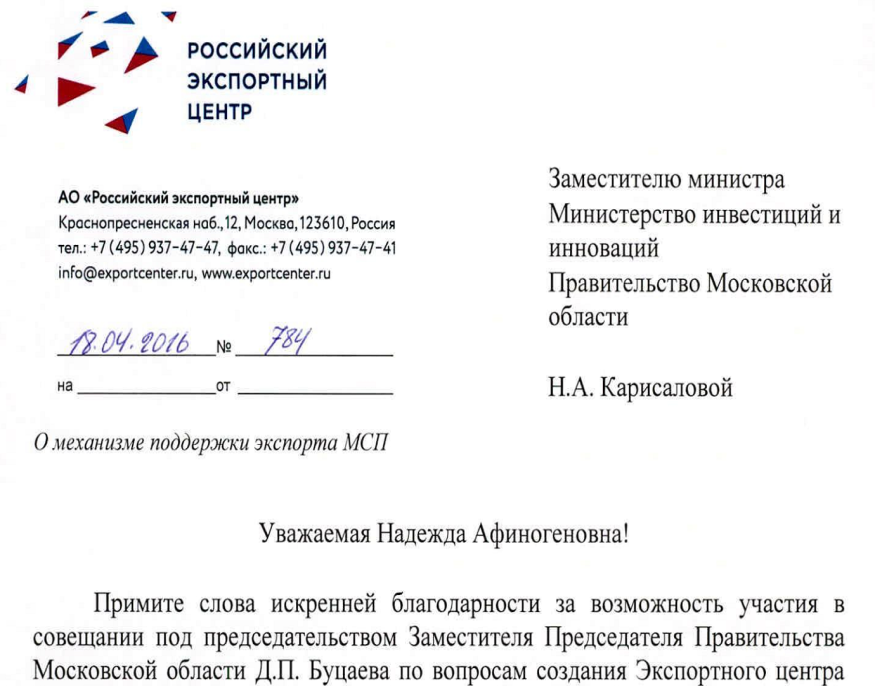 РОССИЙСКИЙ
ЭКСПОРТНЫЙ
ЦЕНТР
АО «Российский экспортный центр»
Краснопресненская наб.,12, Москва,123610, Россия
тел.: +7 (495) 937-47-47, факс.: +7 (495) 937-47-41
info@exportcenter.ru, www.exportcenter.ru
18.04.2016 № 784
на от
О механизме поддержки экспорта МСП
Заместителю министра
Министерство инвестиций и
инноваций
Правительство Московской
области
Н.А. Карисаловой
Уважаемая Надежда Афиногеновна!
Примите слова искренней благодарности за возможность участия в
совещании под председательством Заместителя Председателя Правительства
Московской области Д.П. Буцаева по вопросам создания Экспортного центра